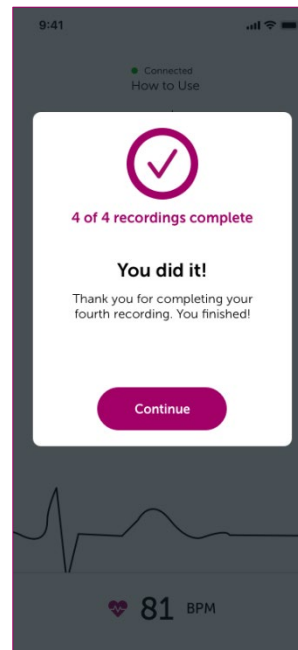 9:41
Connected
How to Use
4 of 4 recordings complete
You did it!
Thank you for completing your
fourth recording. You finished!
Continue
81 BPM